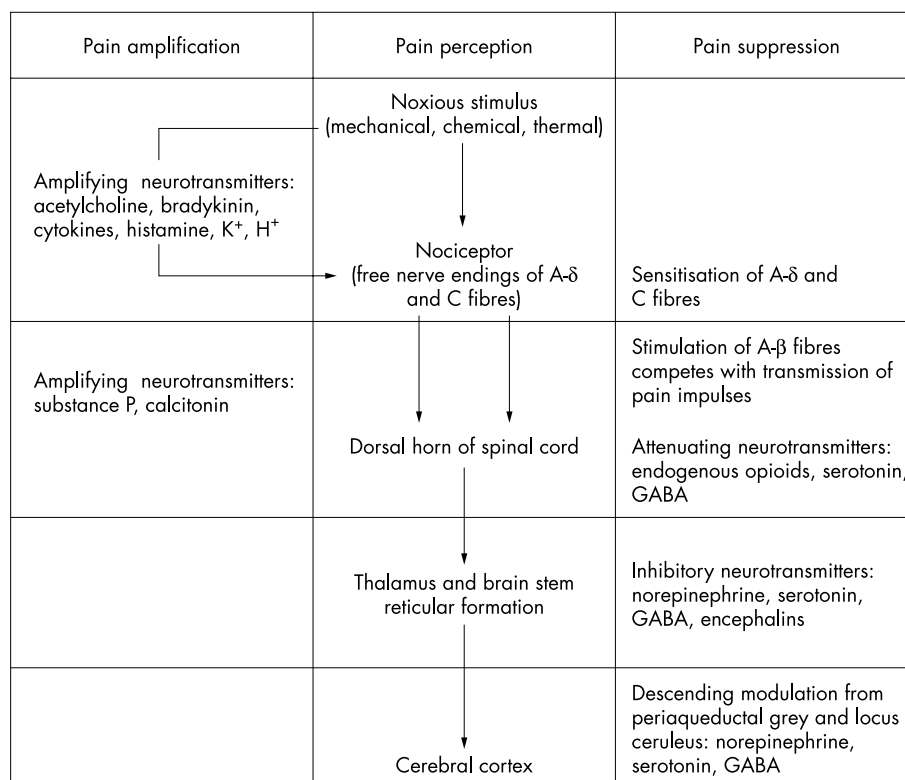 Pain amplification
Pain perception
Pain suppression
Noxious stimulus
(mechanical, chemical, thermal)
Amplifying neurotransmitters:
acetylcholine, bradykinin,
cytokines, histamine, K⁺, H⁺
Nociceptor
(free nerve endings of A-δ
and C fibres)
Sensitisation of A-δ and
C fibres
Amplifying neurotransmitters:
substance P, calcitonin
Dorsal horn of spinal cord
Stimulation of A-β fibres
competes with transmission of
pain impulses
Attenuating neurotransmitters:
endogenous opioids, serotonin,
GABA
Thalamus and brain stem
reticular formation
Inhibitory neurotransmitters:
norepinephrine, serotonin,
GABA, encephalins
Cerebral cortex
Descending modulation from
periaqueductal grey and locus
ceruleus: norepinephrine,
serotonin, GABA